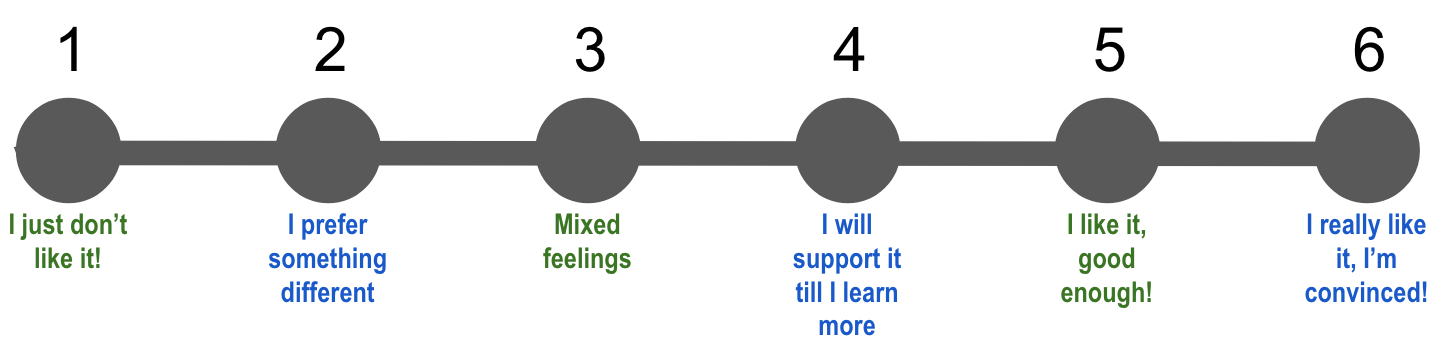 1 2 3 4 5 6
I just don’t
like it!
I prefer
something
different
Mixed
feelings
I will
support it
till I learn
more
I like it,
good
enough!
I really like
it, I’m
convinced!